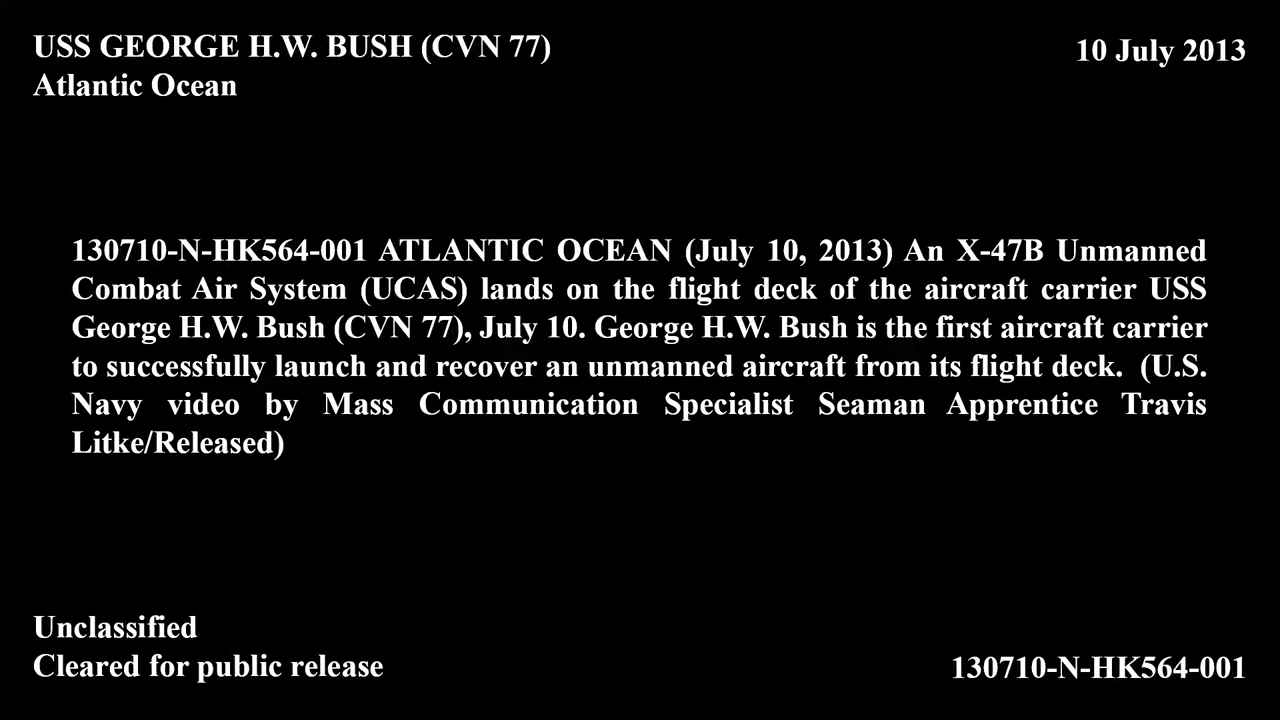 USS GEORGE H.W. BUSH (CVN 77)
Atlantic Ocean
10 July 2013
130710-N-HK564-001 ATLANTIC OCEAN (July 10, 2013) An X-47B Unmanned
Combat Air System (UCAS) lands on the flight deck of the aircraft carrier USS
George H.W. Bush (CVN 77), July 10. George H.W. Bush is the first aircraft carrier
to successfully launch and recover an unmanned aircraft from its flight deck.  (U.S.
Navy video by Mass Communication Specialist Seaman Apprentice Travis
Litke/Released)
Unclassified
Cleared for public release
130710-N-HK564-001